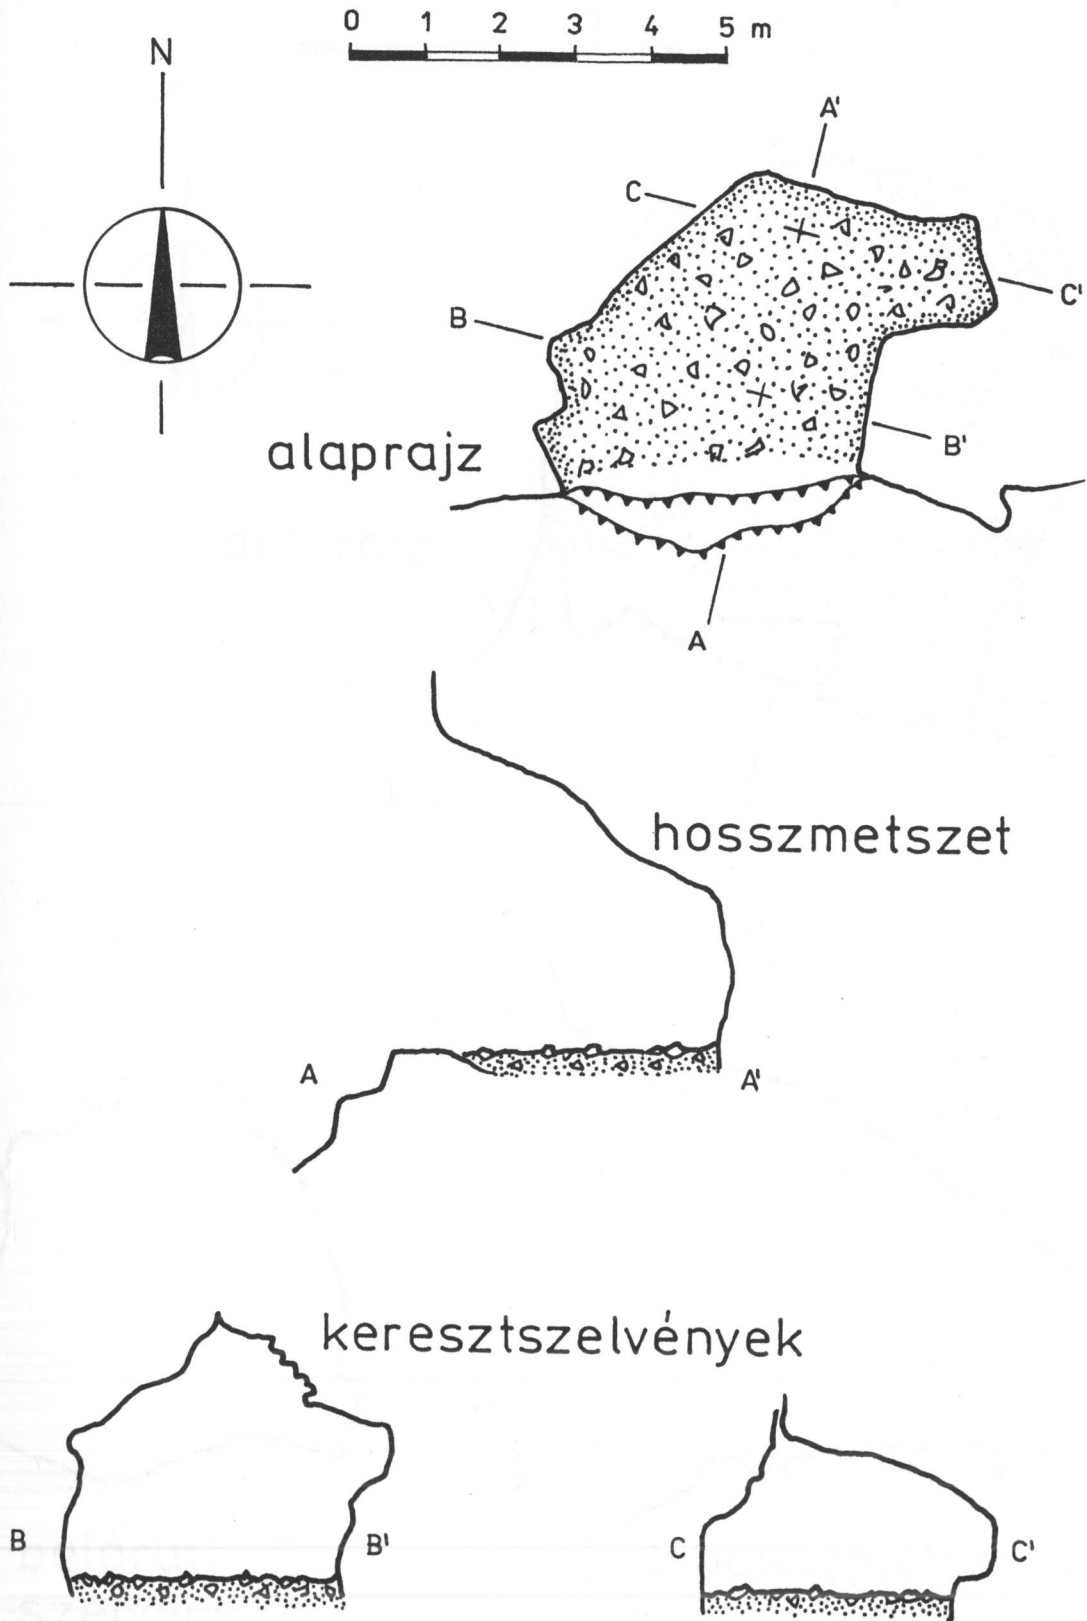 0 1 2 3 4 5 m
N
A'
C
C'
B
B'
alaprajz
A
hosszmetszet
A
A'
keresztszelvények
B
B'
C
C'